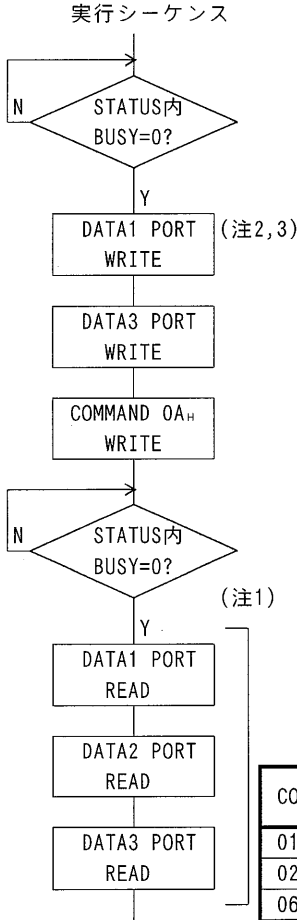 実行シーケンス
N
STATUS内
BUSY=0?
Y
DATA1 PORT
WRITE
(注2,3)
DATA3 PORT
WRITE
COMMAND 0AH
WRITE
N
STATUS内
BUSY=0?
(注1)
Y
DATA1 PORT
READ
DATA2 PORT
READ
DATA3 PORT
READ
CO
01
02
06